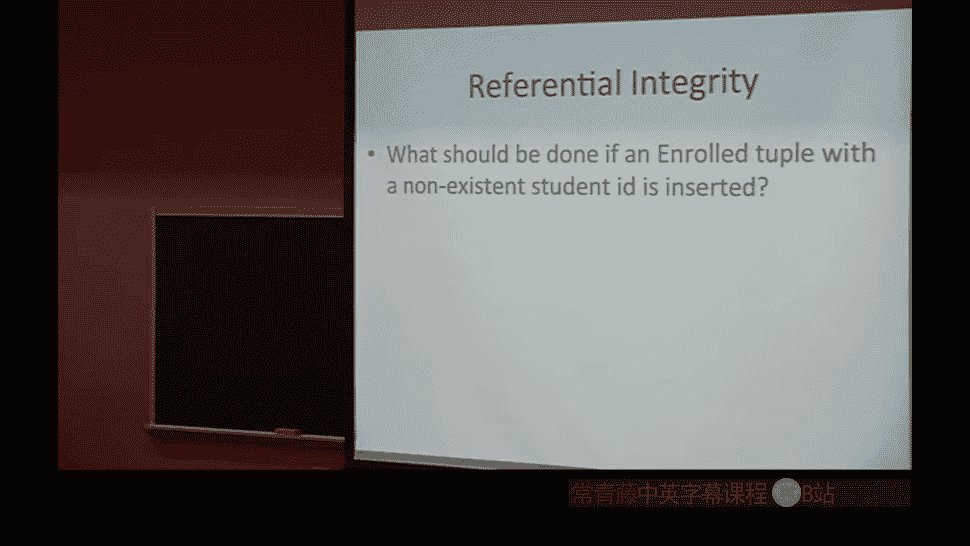 Referential Integrity
• What should be done if an Enrolled tuple with
a non-existent student id is inserted?
常青藤中英字幕课程 B站